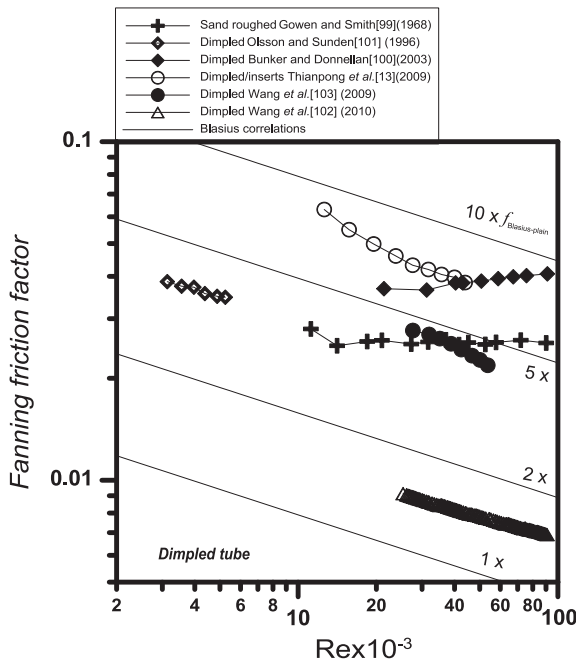 Sand roughed Gowen and Smith[99](1968)
Dimpled Olsson and Sunden[101] (1996)
Dimpled Bunker and Donnellan[100](2003)
Dimpled/inserts Thianpong et al.[13](2009)
Dimpled Wang et al.[103] (2009)
Dimpled Wang et al.[102] (2010)
Blasius correlations
0.1
10 x f Blasius-plain
Fanning friction factor
5 x
2 x
0.01
Dimpled tube
1 x
2 4 6 8 10 20 40 60 80 100
Rex10⁻³